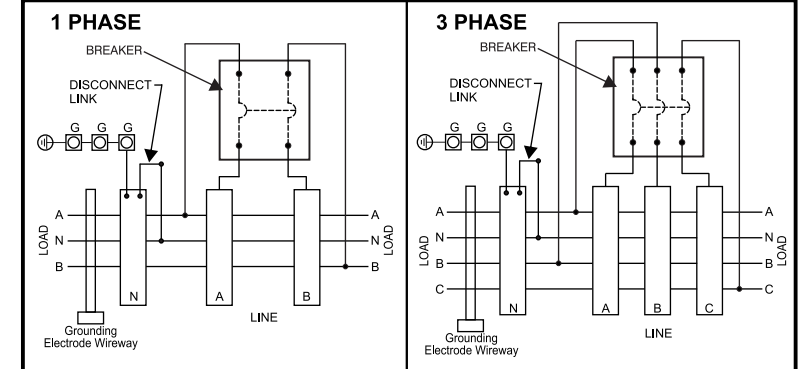 1 PHASE
BREAKER
DISCONNECT
LINK
G G G
A A
N N
B B
LOAD
LOAD
N A B
LINE
Grounding
Electrode Wireway
3 PHASE
BREAKER
DISCONNECT
LINK
G G G
A A
N N
B B
C C
LOAD
LOAD
N A B C
LINE
Grounding
Electrode Wireway